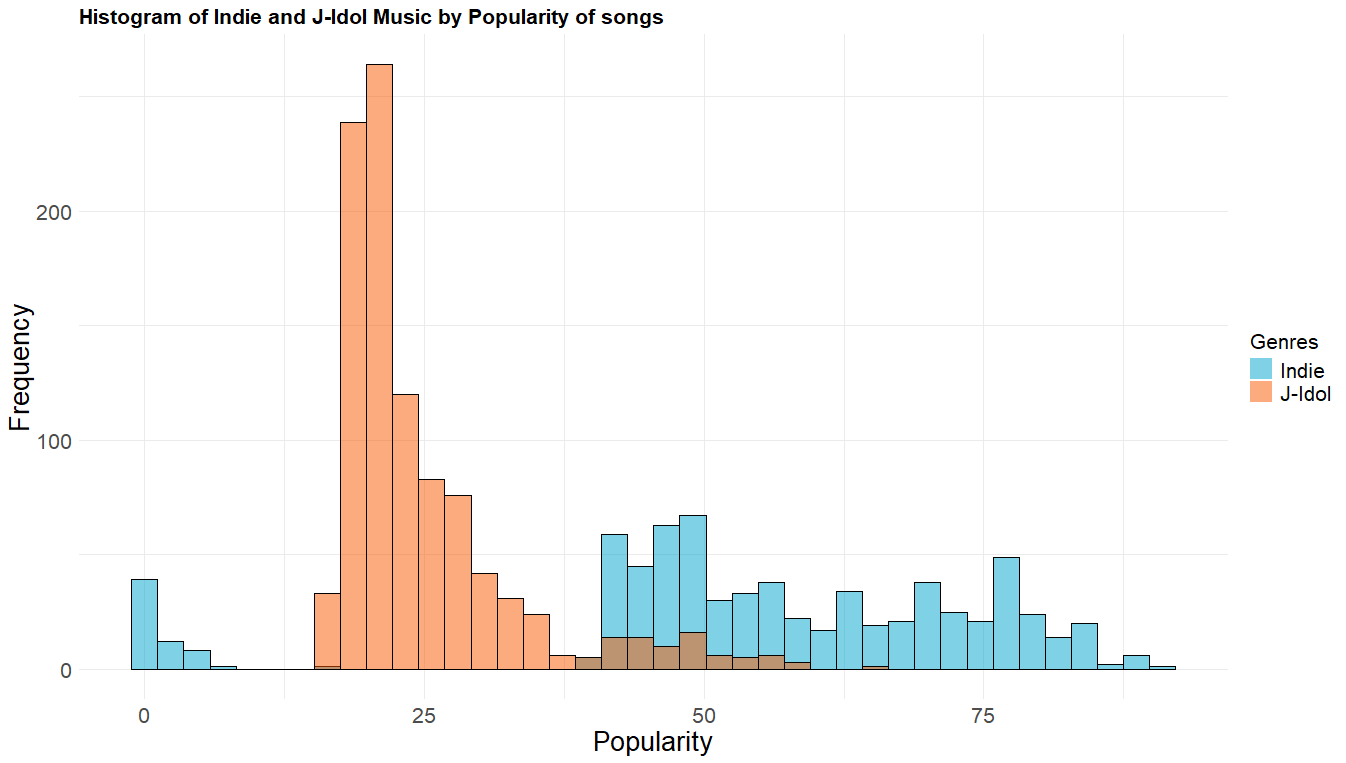 Histogram of Indie and J-Idol Music by Popularity of songs
Frequency
200
100
0
0 25 50 75
Popularity
Genres
Indie
J-Idol